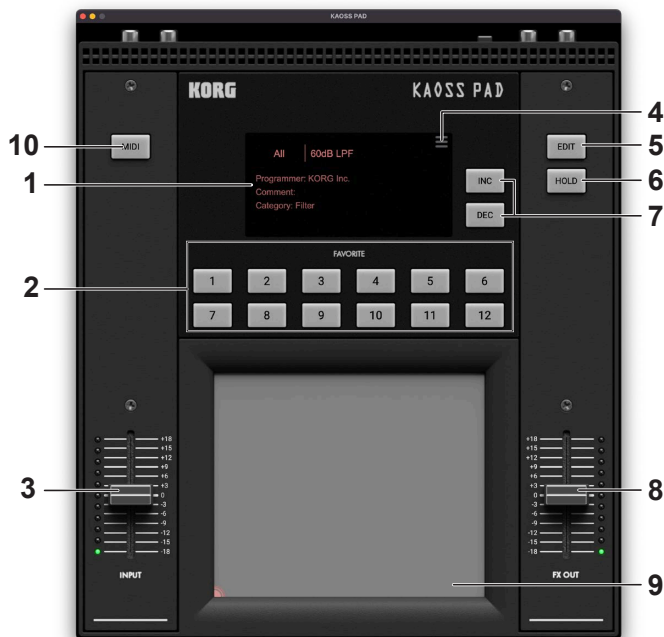 KAOSS PAD
KORG
KAOSS PAD
10
MIDI
4
EDIT
5
All
60dB LPF
1
Programmer: KORG Inc.
Comment:
Category: Filter
INC
HOLD
6
DEC
7
FAVORITE
2
1 2 3 4 5 6
7 8 9 10 11 12
+18
+15
+12
+9
+6
+3
0
-3
-6
-9
-12
-15
-18
3
INPUT
+18
+15
+12
+9
+6
+3
0
-3
-6
-9
-12
-15
-18
8
FX OUT
9